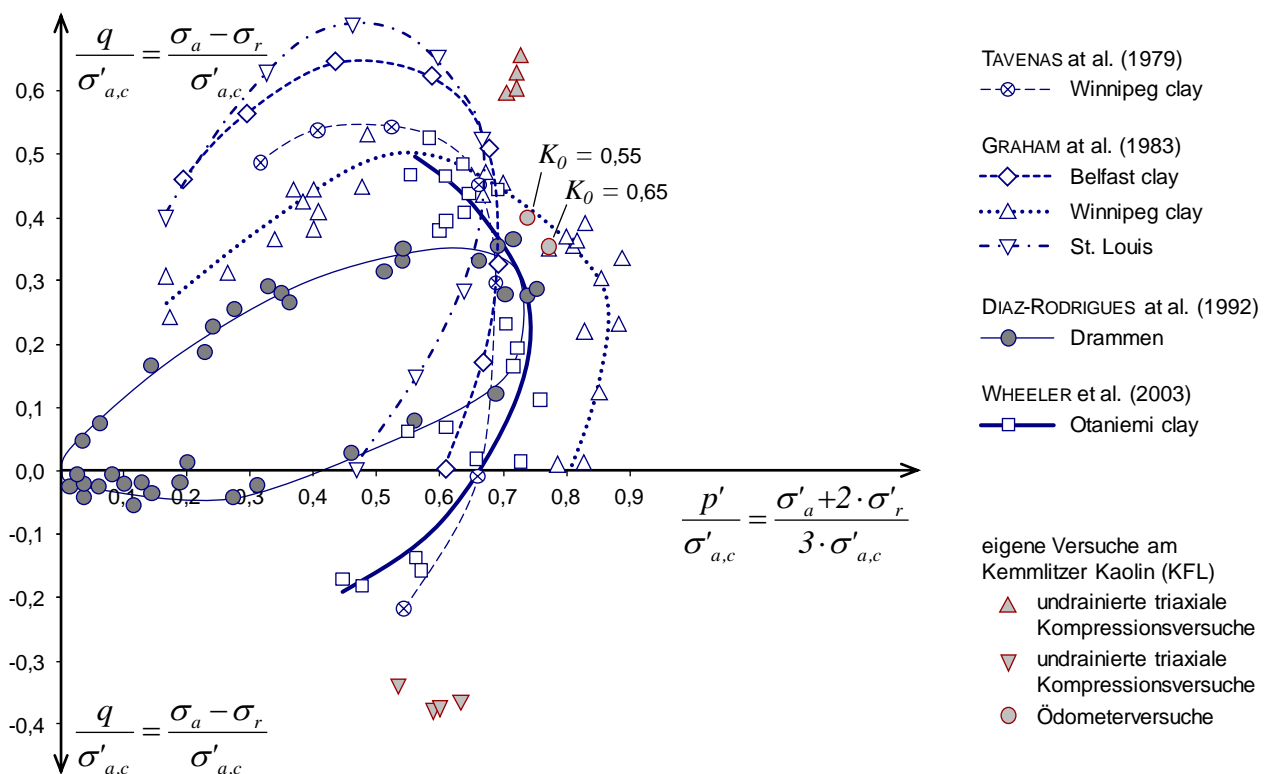 q/σ'a,c = σa − σr/σ'a,c
0,6
0,5
0,4
0,3
0,2
0,1
0,0
-0,1
-0,2
-0,3
-0,4
0,1 0,2 0,3 0,4 0,5 0,6 0,7 0,8 0,9
K0 = 0,55
K0 = 0,65
p'/σ'a,c = σ'a+2·σ'r/3·σ'a,c
q/σ'a,c = σa − σr/σ'a,c
TAVENAS at al. (1979)
Winnipeg clay
GRAHAM at al. (1983)
Belfast clay
Winnipeg clay
St. Louis
DIAZ-RODRIGUES at al. (1992)
Drammen
WHEELER et al. (2003)
Otaniemi clay
eigene Versuche am
Kemmlitzer Kaolin (KFL)
undrainierte triaxiale
Kompressionsversuche
undrainierte triaxiale
Kompressionsversuche
Ödometerversuche